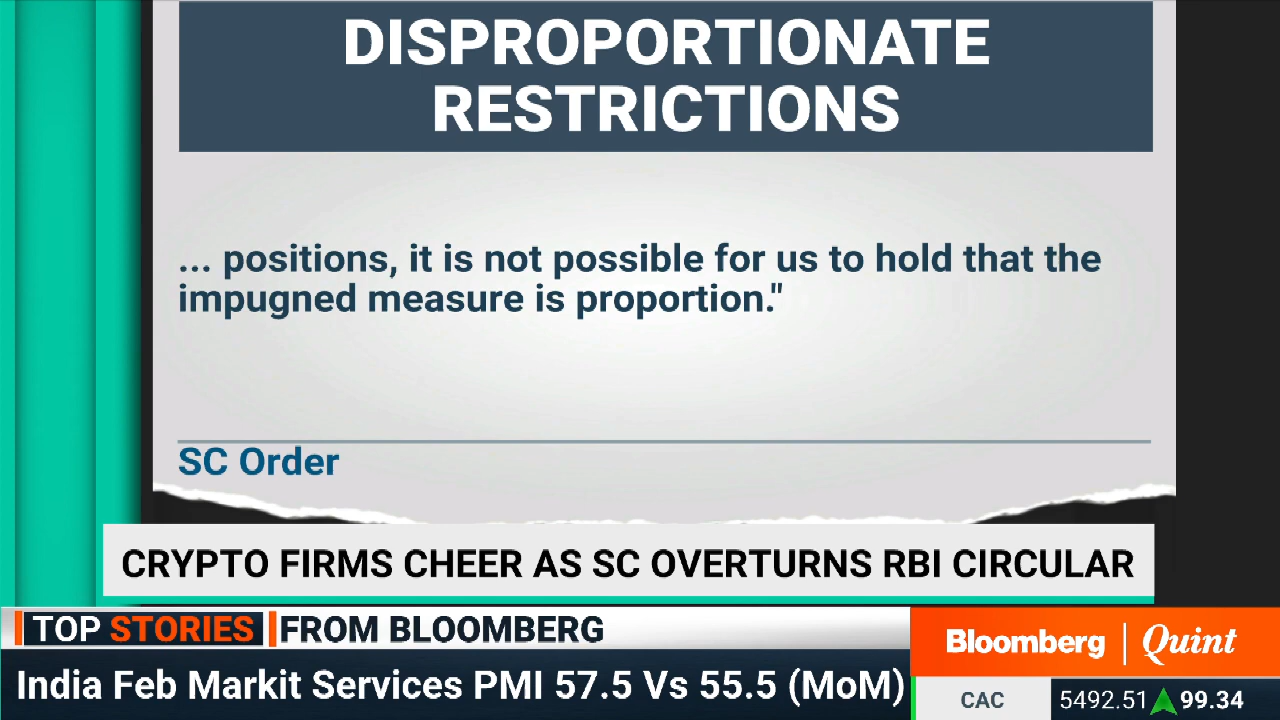 DISPROPORTIONATE
RESTRICTIONS
... positions, it is not possible for us to hold that the
impugned measure is proportion."
SC Order
CRYPTO FIRMS CHEER AS SC OVERTURNS RBI CIRCULAR
TOP STORIES FROM BLOOMBERG
Bloomberg | Quint
India Feb Markit Services PMI 57.5 Vs 55.5 (MoM)
CAC 5492.51 99.34